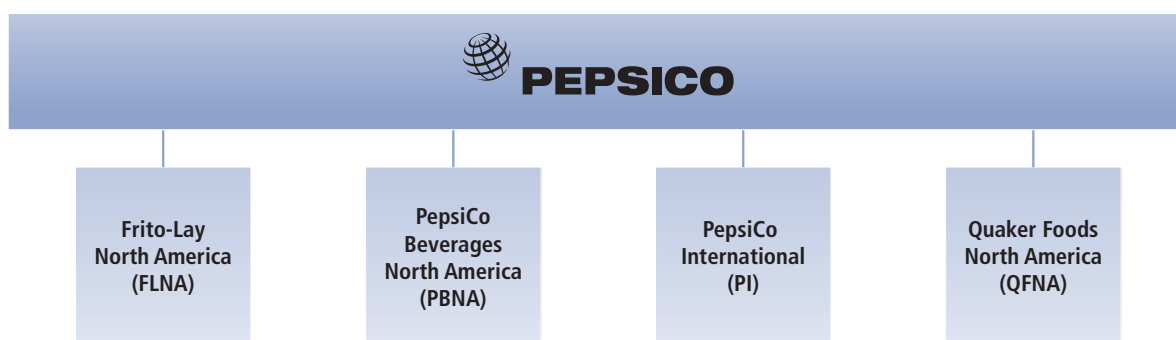 PEPSICO
Frito-Lay
North America
(FLNA)
PepsiCo
Beverages
North America
(PBNA)
PepsiCo
International
(PI)
Quaker Foods
North America
(QFNA)